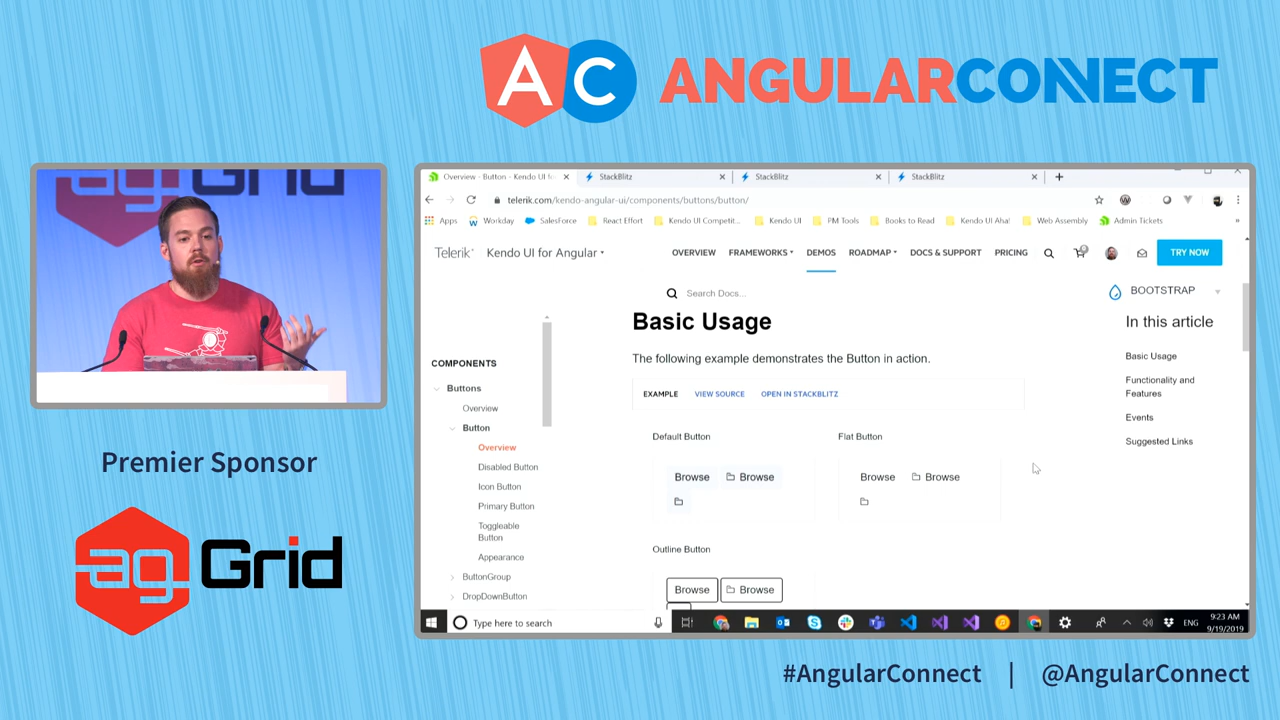 AC ANGULARCONNECT
ag Grid
Premier Sponsor
ag Grid
Overview - Button - Kendo UI fo
StackBlitz
StackBlitz
StackBlitz
telerik.com/kendo-angular-ui/components/buttons/button/
Apps
Workday
SalesForce
React Effort
Kendo UI Competit...
Kendo UI
PM Tools
Books to Read
Kendo UI Aha!
Web Assembly
Admin Tickets
Telerik
Kendo UI for Angular
OVERVIEW
FRAMEWORKS
DEMOS
ROADMAP
DOCS & SUPPORT
PRICING
TRY NOW
Search Docs...
BOOTSTRAP
COMPONENTS
Buttons
Overview
Button
Overview
Disabled Button
Icon Button
Primary Button
Toggleable
Button
Appearance
ButtonGroup
DropDownButton
Basic Usage
The following example demonstrates the Button in action.
EXAMPLE
VIEW SOURCE
OPEN IN STACKBLITZ
Default Button
Flat Button
Browse
Browse
Browse
Browse
Outline Button
Browse
Browse
In this article
Basic Usage
Functionality and
Features
Events
Suggested Links
Type here to search
ENG
9:23 AM
9/19/2019
#AngularConnect | @AngularConnect